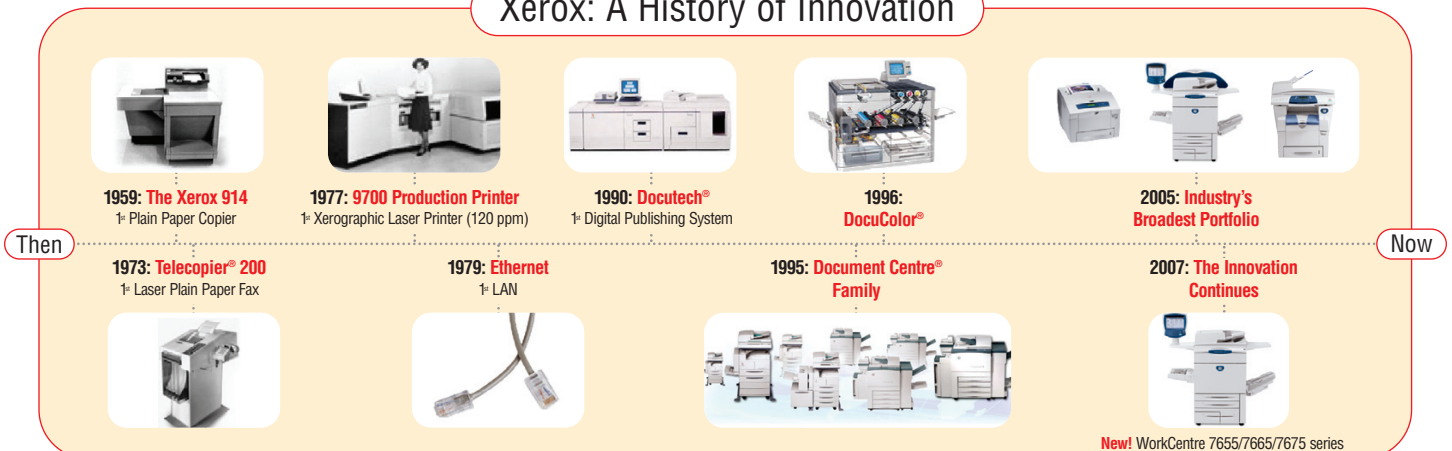 Xerox: A History of Innovation
1959: The Xerox 914
1st Plain Paper Copier
1977: 9700 Production Printer
1st Xerographic Laser Printer (120 ppm)
1990: Docutech®
1st Digital Publishing System
1996:
DocuColor®
2005: Industry's
Broadest Portfolio
Then
Now
1973: Telecopier® 200
1st Laser Plain Paper Fax
1979: Ethernet
1st LAN
1995: Document Centre®
Family
2007: The Innovation
Continues
New! WorkCentre 7655/7665/7675 series